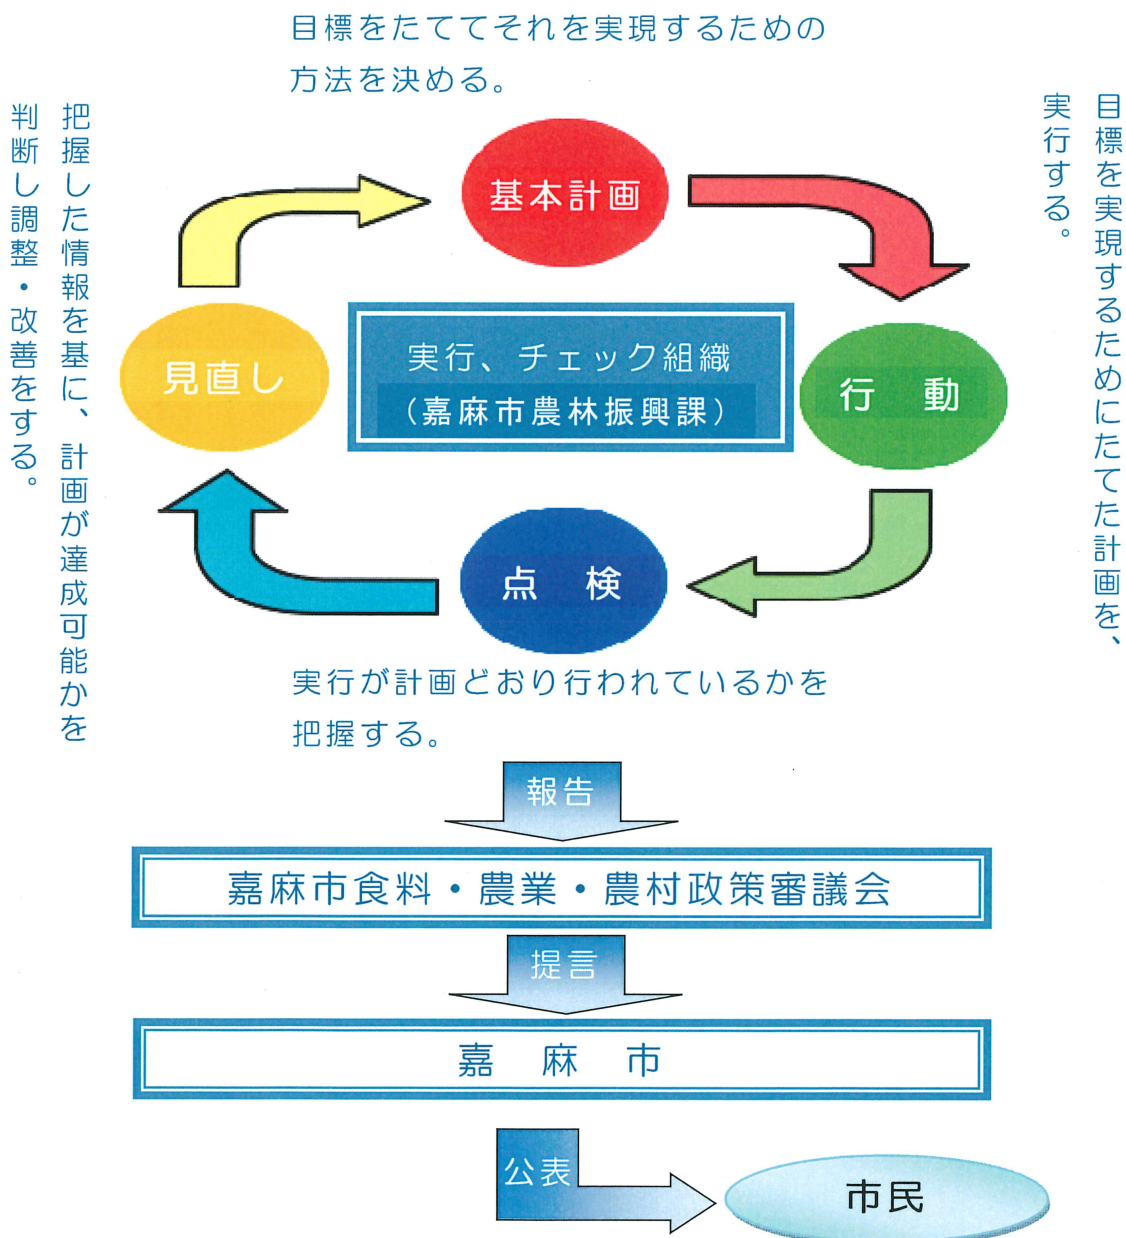 目標をたててそれを実現するための
方法を決める。
基本計画
目標を実現するためにたてた計画を、
実行する。
把握した情報を基に、計画が達成可能かを
判断し調整・改善をする。
見直し
実行、チェック組織
（嘉麻市農林振興課）
行　動
点　検
実行が計画どおり行われているかを
把握する。
報告
嘉麻市食料・農業・農村政策審議会
提言
嘉　麻　市
公表
市民